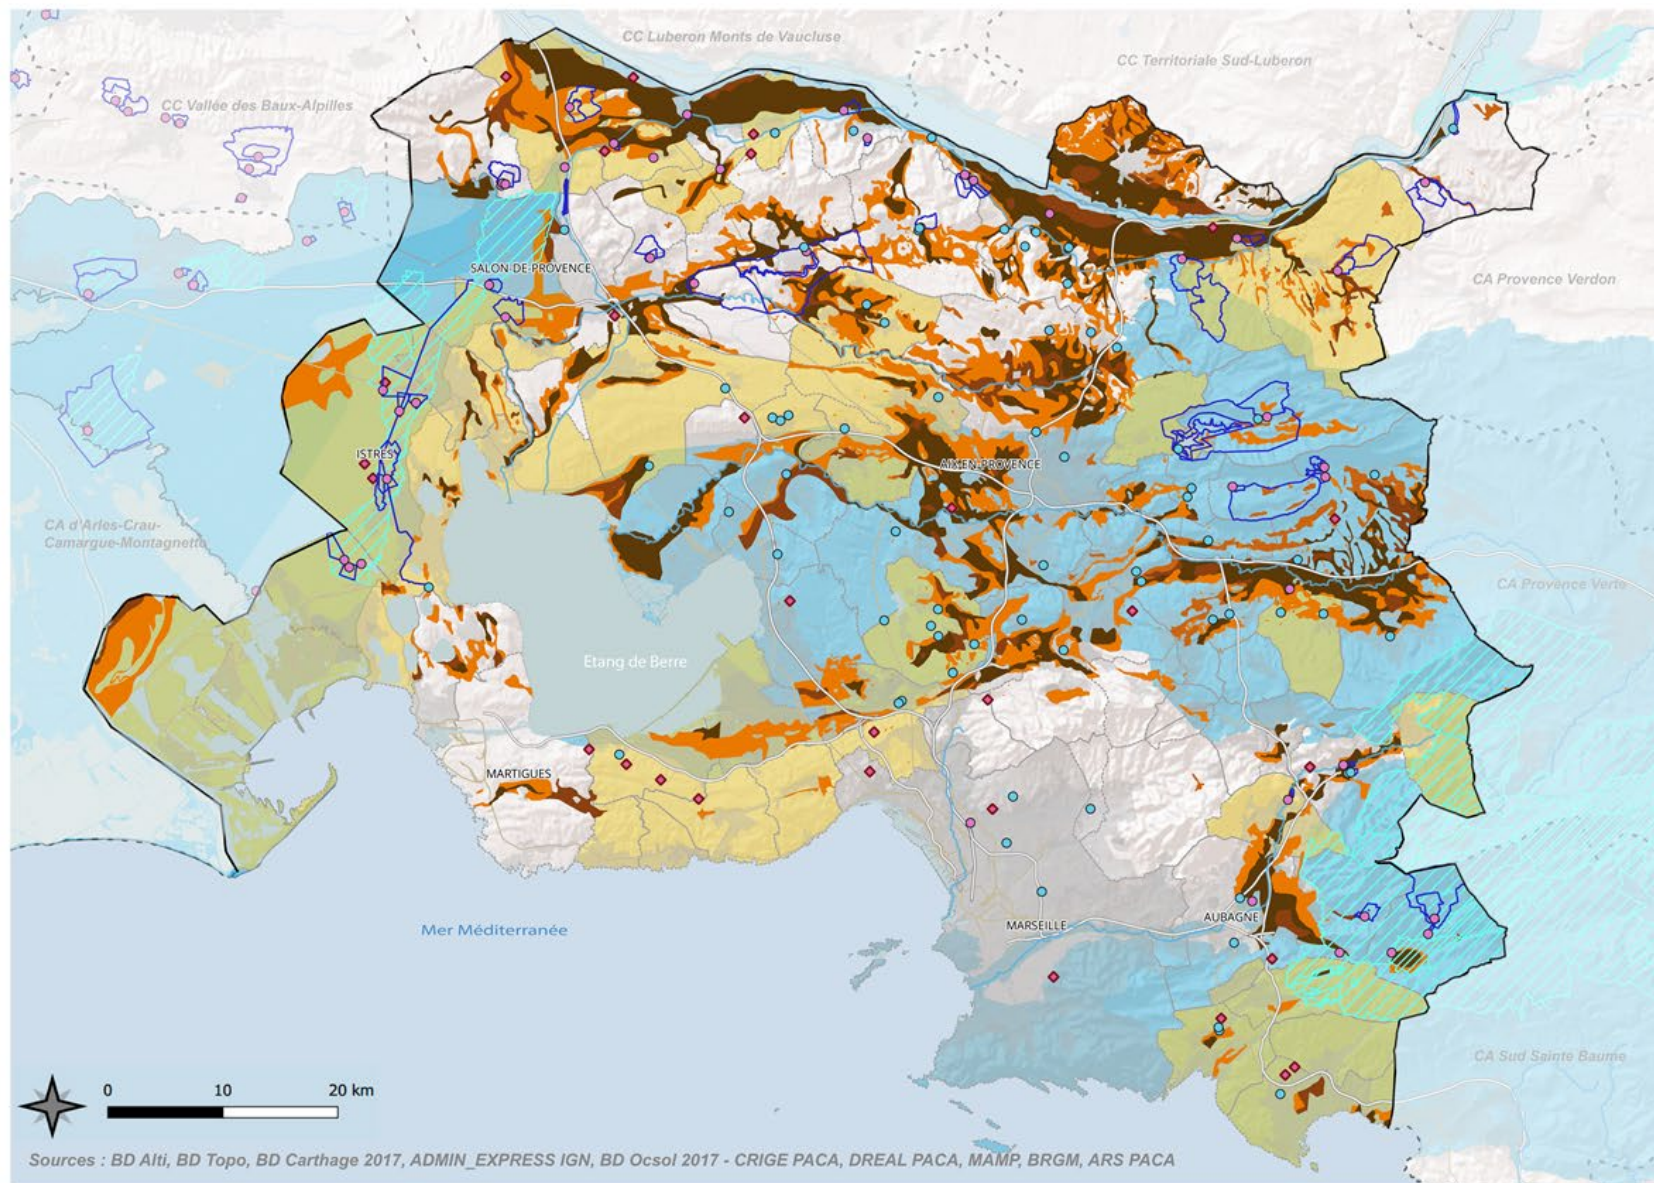 CC Luberon Monts de Vaucluse
CC Territoriale Sud-Luberon
CC Vallée des Baux-Alpilles
SALON-DE-PROVENCE
CA Provence Verdon
ISTRES
AIX-EN-PROVENCE
CA d'Arles-Crau-
Camargue-Montagnette
CA Provence Verte
Etang de Berre
MARTIGUES
MARSEILLE
AUBAGNE
Mer Méditerranée
CA Sud Sainte Baume
0 10 20 km
Sources : BD Alti, BD Topo, BD Carthage 2017, ADMIN_EXPRESS IGN, BD Ocsol 2017 - CRIGE PACA, DREAL PACA, MAMP, BRGM, ARS PACA